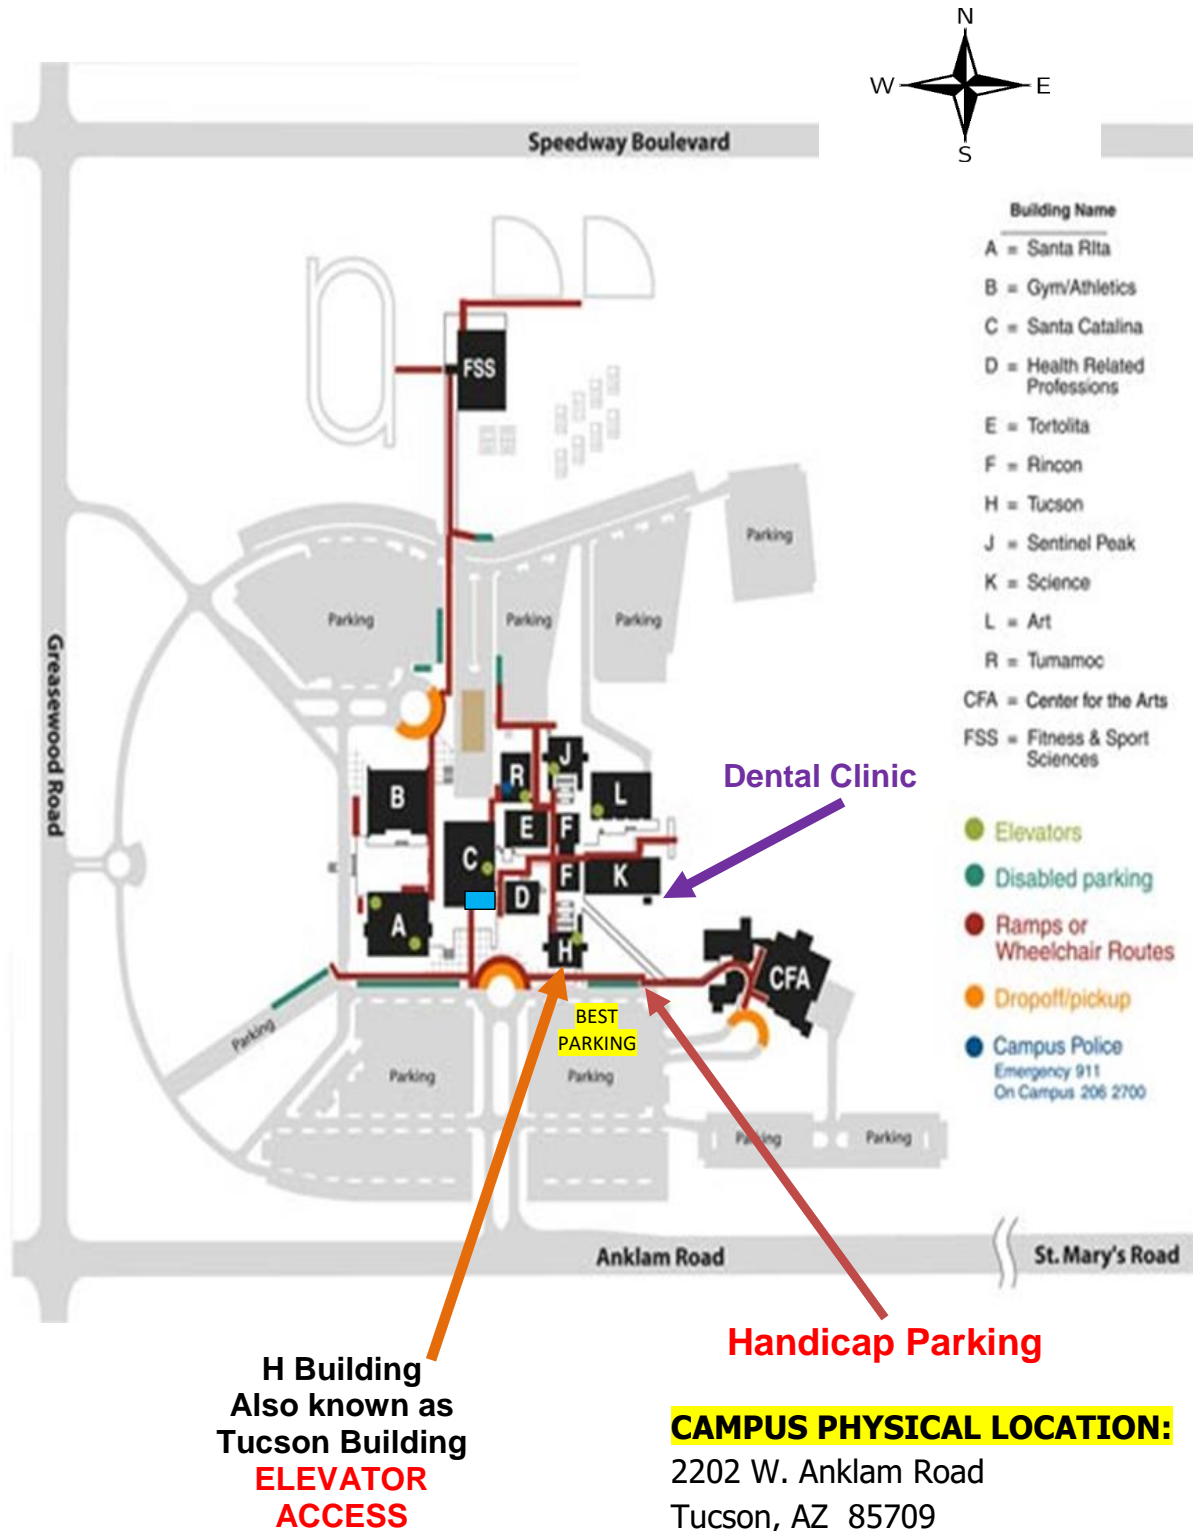 N
W E
S
Speedway Boulevard
Building Name
A = Santa RIta
B = Gym/Athletics
C = Santa Catalina
D = Health Related
Professions
E = Tortolita
F = Rincon
H = Tucson
J = Sentinel Peak
K = Science
L = Art
R = Tumamoc
CFA = Center for the Arts
FSS = Fitness & Sport
Sciences
Elevators
Disabled parking
Ramps or
Wheelchair Routes
Dropoff/pickup
Campus Police
Emergency 911
On Campus 206 2700
FSS
Parking
Parking
Parking
Parking
Greasewood Road
J
R
B
L
Dental Clinic
E
F
C
F
K
D
A
H
CFA
BEST
PARKING
Parking
Parking
Parking
Parking
Parking
Anklam Road
St. Mary's Road
Handicap Parking
H Building
Also known as
Tucson Building
ELEVATOR
ACCESS
CAMPUS PHYSICAL LOCATION:
2202 W. Anklam Road
Tucson, AZ 85709